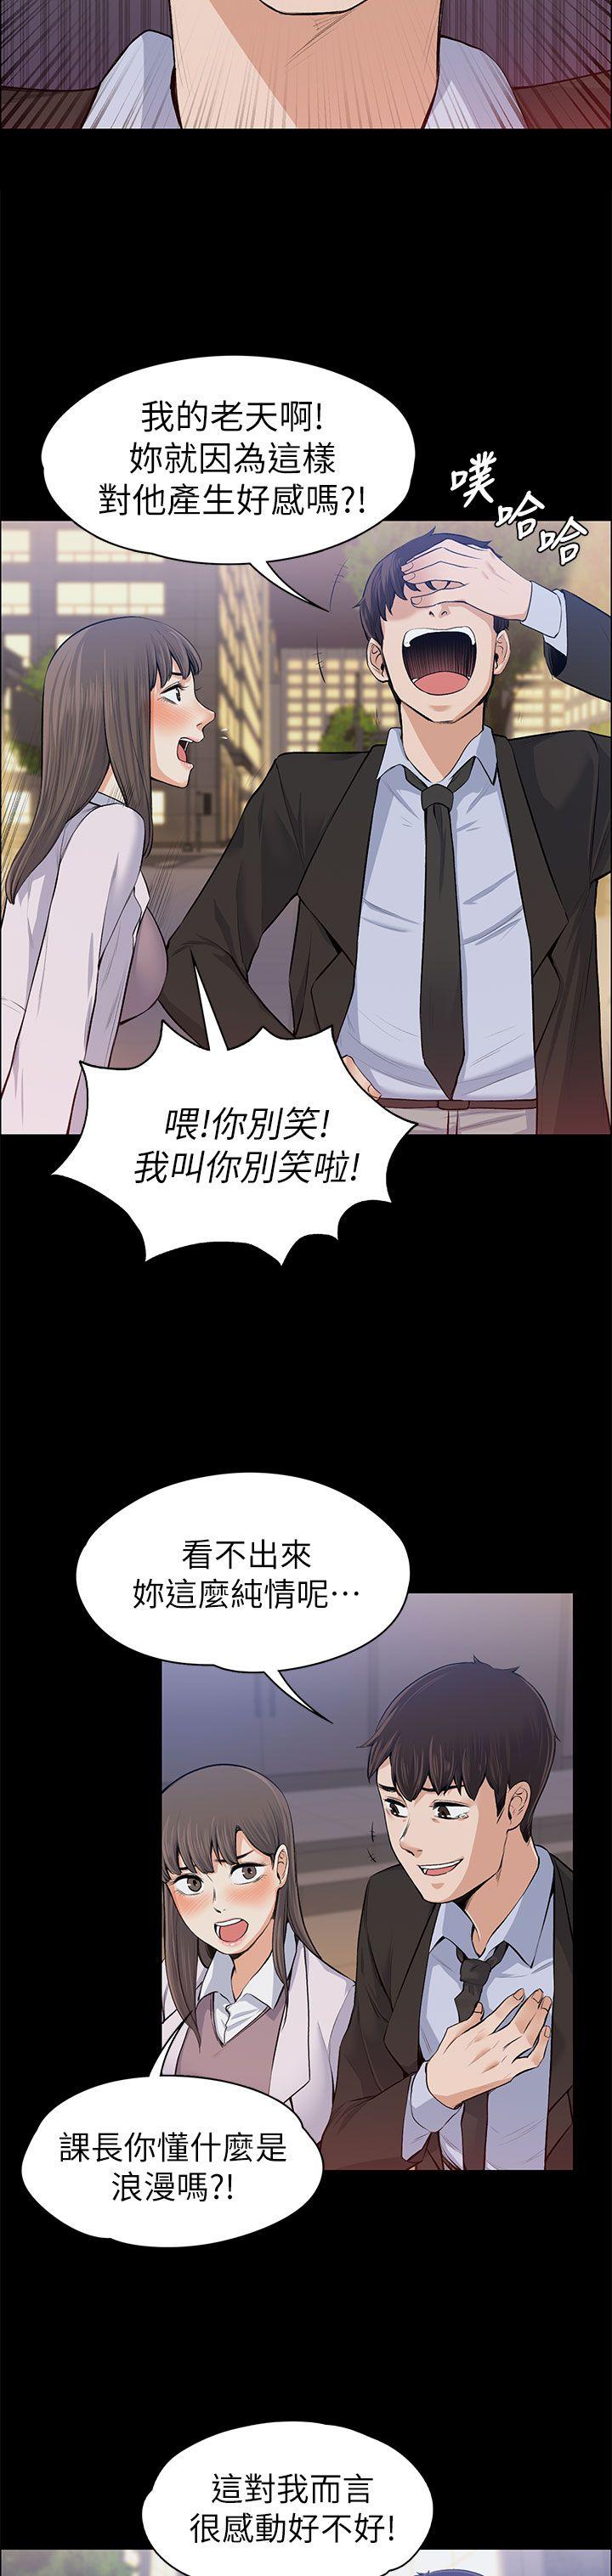 我的老天啊!
妳就因為這樣
對他產生好感嗎?!
噗
哈
哈
喂!你別笑!
我叫你別笑啦!
看不出來
妳這麼純情呢…
課長你懂什麼是
浪漫嗎?!
這對我而言
很感動好不好!